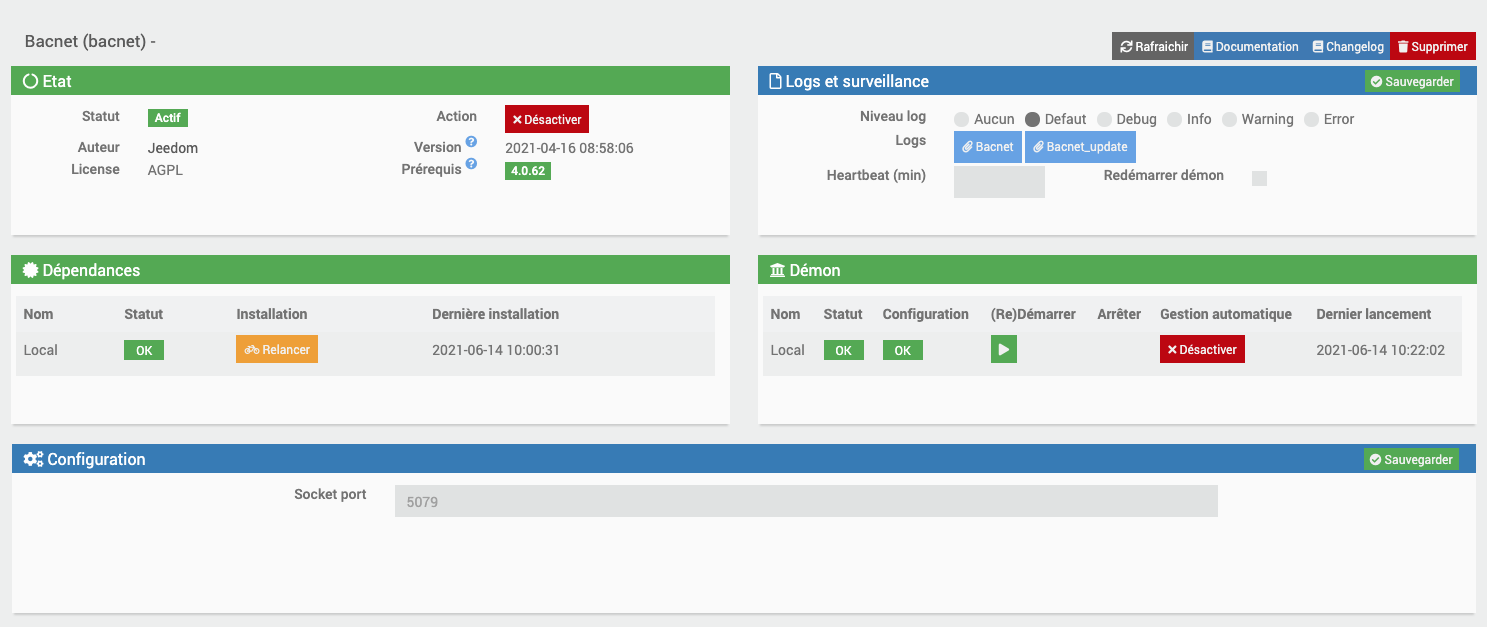 Bacnet (bacnet) -
Rafraichir Documentation Changelog Supprimer
Etat
Statut Actif Action Désactiver
Auteur Jeedom Version 2021-04-16 08:58:06
License AGPL Prérequis 4.0.62
Logs et surveillance Sauvegarder
Niveau log Aucun Defaut Debug Info Warning Error
Logs Bacnet Bacnet_update
Heartbeat (min) Redémarrer démon
Dépendances
Nom Statut Installation Dernière installation
Local OK Relancer 2021-06-14 10:00:31
Démon
Nom Statut Configuration (Re)Démarrer Arrêter Gestion automatique Dernier lancement
Local OK OK Désactiver 2021-06-14 10:22:02
Configuration Sauvegarder
Socket port 5079